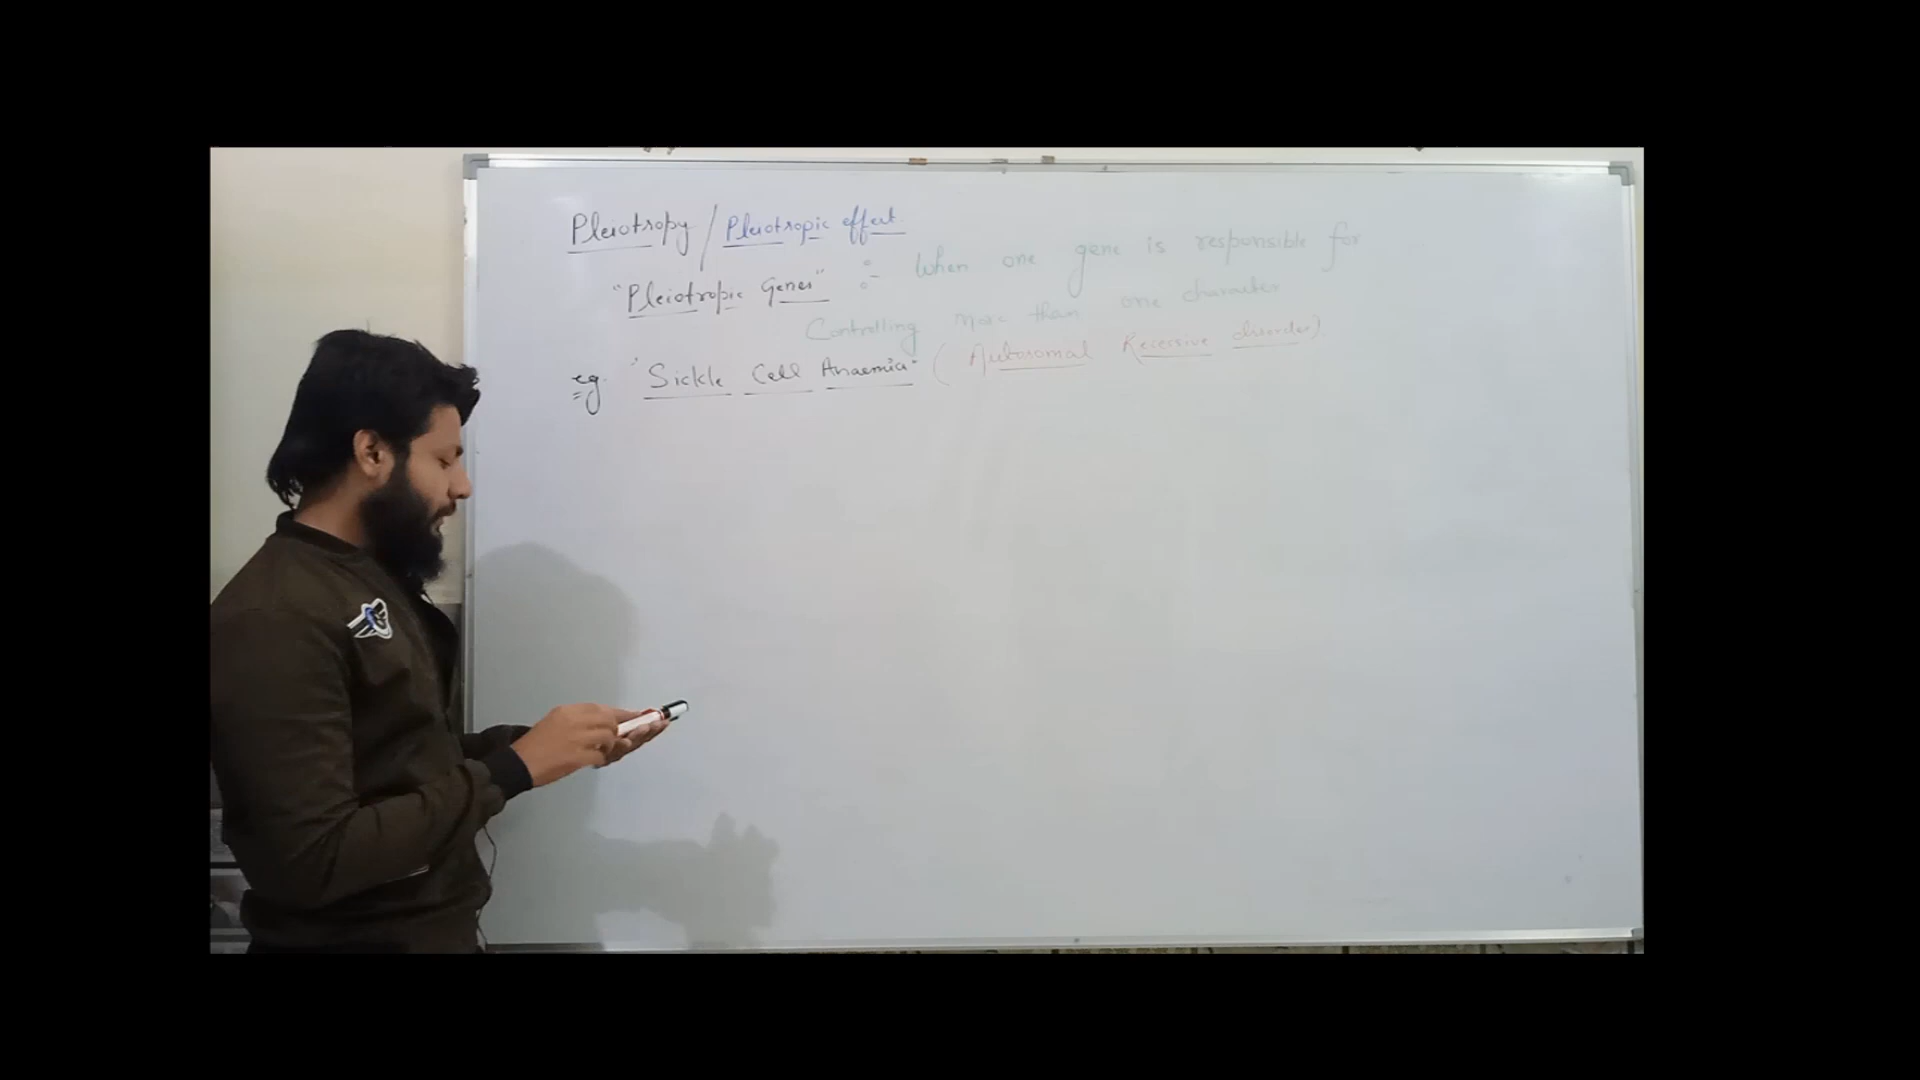 Pleiotropy / Pleiotropic effect.
"Pleiotropic Genes" :- When one gene is responsible for
Controlling more than one character
eg. "Sickle Cell Anaemia" (Autosomal Recessive disorder).